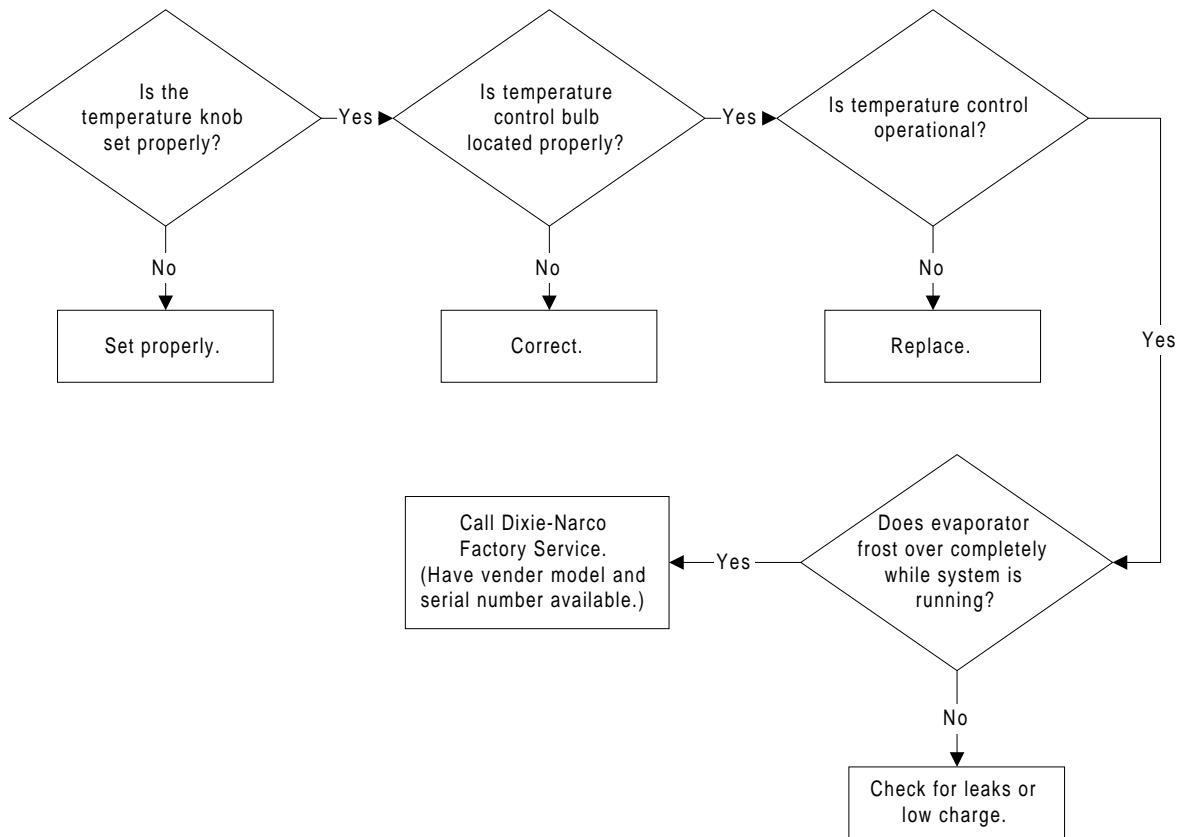 Is the
temperature knob
set properly?
Yes
Is temperature
control bulb
located properly?
Yes
Is temperature control
operational?
No
No
No
Set properly.
Correct.
Replace.
Yes
Does evaporator
frost over completely
while system is
running?
Yes
Call Dixie-Narco
Factory Service.
(Have vender model and
serial number available.)
No
Check for leaks or
low charge.